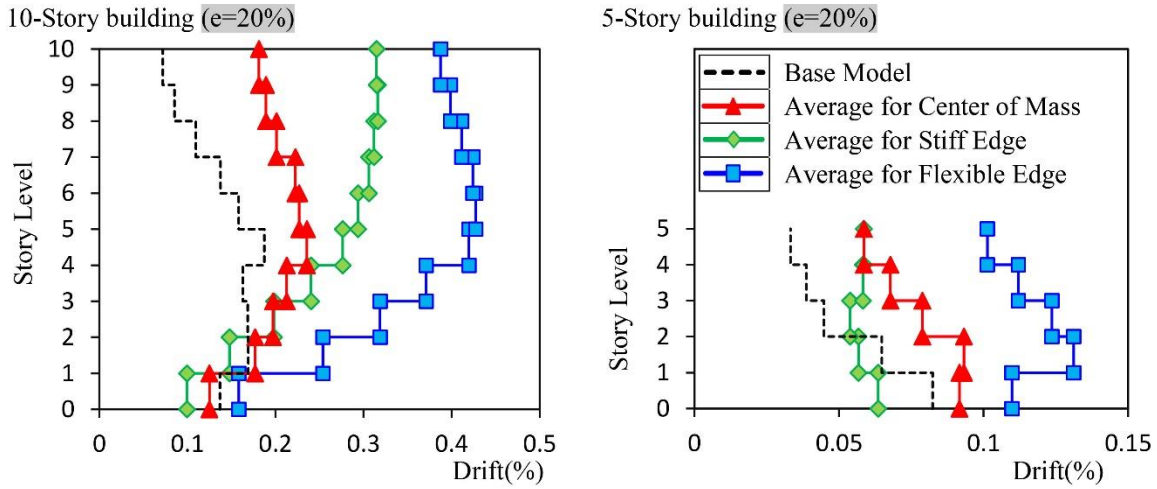 10-Story building (e=20%)
10
9
8
7
6
5
4
3
2
1
0
Story Level
0
0.1
0.2
0.3
0.4
0.5
Drift(%)
5-Story building (e=20%)
Base Model
Average for Center of Mass
Average for Stiff Edge
Average for Flexible Edge
5
4
3
2
1
0
Story Level
0
0.05
0.1
0.15
Drift(%)